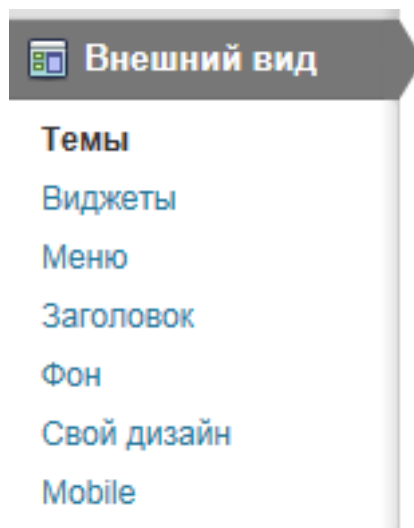 Внешний вид
Темы
Виджеты
Меню
Заголовок
Фон
Свой дизайн
Mobile